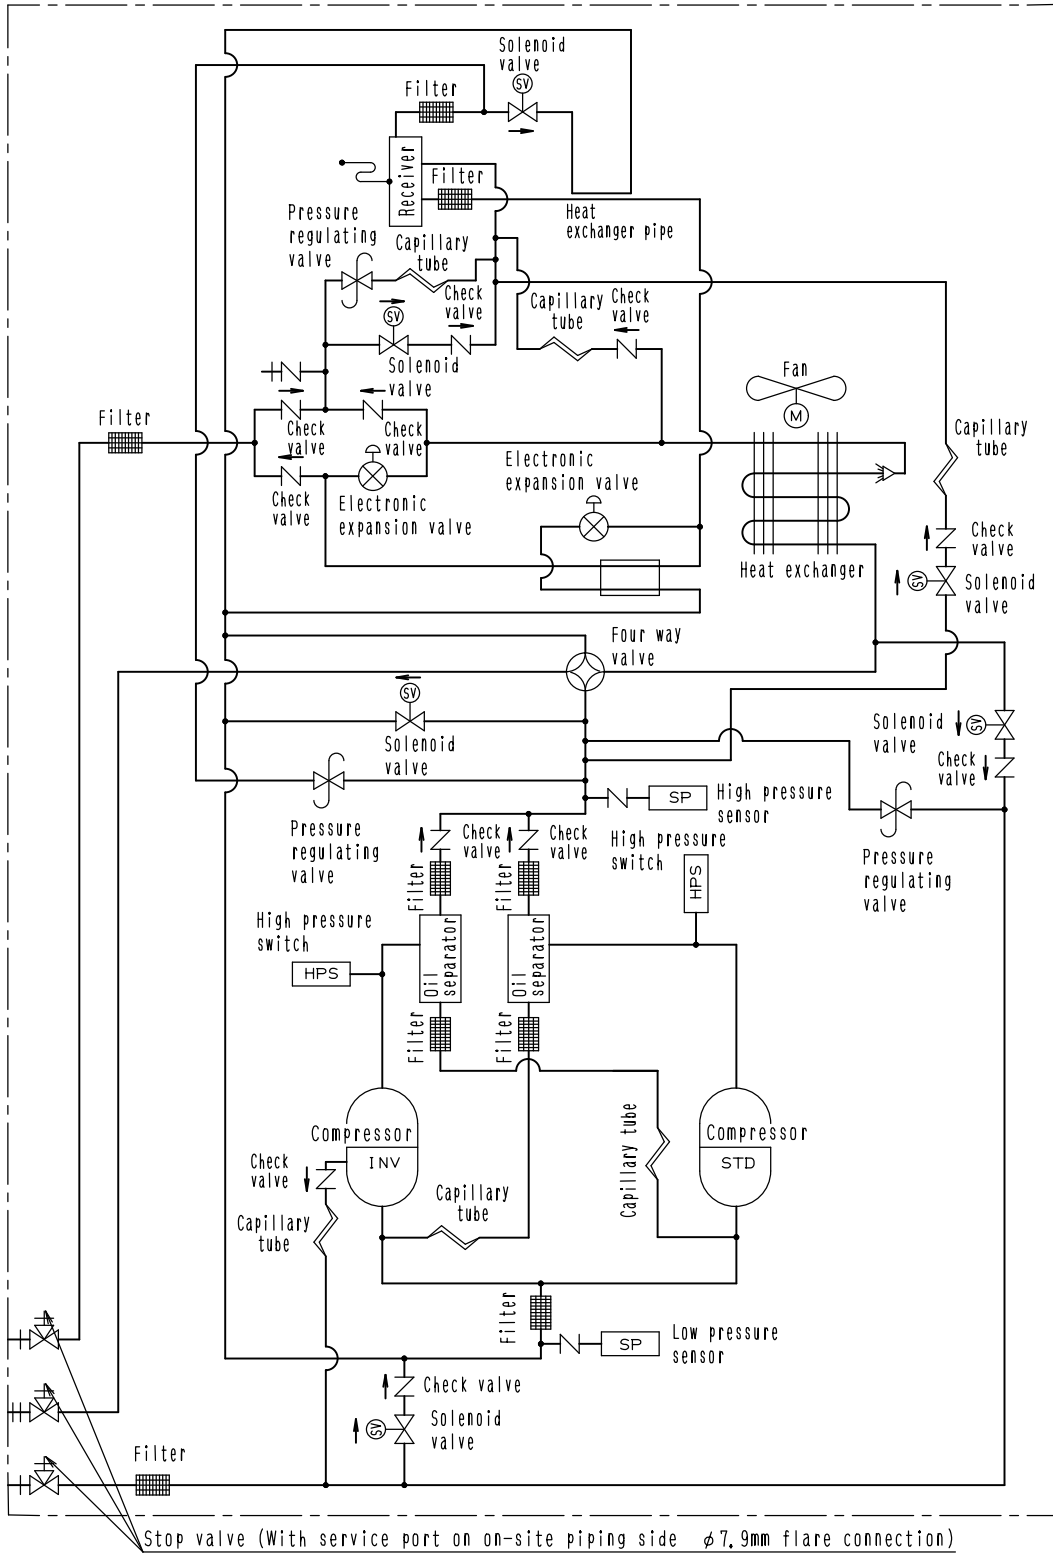 Solenoid
valve
SV
Filter
Receiver
Filter
Heat
exchanger pipe
Pressure
regulating
valve
Capillary
tube
SV
Check
valve
Capillary
tube
Check
valve
Solenoid
valve
Fan
M
Filter
Check
valve
Check
valve
Capillary
tube
Electronic
expansion valve
Check
valve
Electronic
expansion valve
Check
valve
Heat exchanger
SV
Solenoid
valve
Four way
valve
SV
Solenoid
valve
Solenoid
valve
SV
Check
valve
SP
High pressure
sensor
Pressure
regulating
valve
Check
valve
Check
valve
High pressure
switch
HPS
Pressure
regulating
valve
Filter
Filter
High pressure
switch
HPS
Oil
separator
Oil
separator
Filter
Filter
Compressor
INV
Capillary tube
Compressor
STD
Check
valve
Capillary
tube
Capillary
tube
Filter
SP
Low pressure
sensor
Check valve
SV
Solenoid
valve
Filter
Stop valve (With service port on on-site piping side φ7.9mm flare connection)